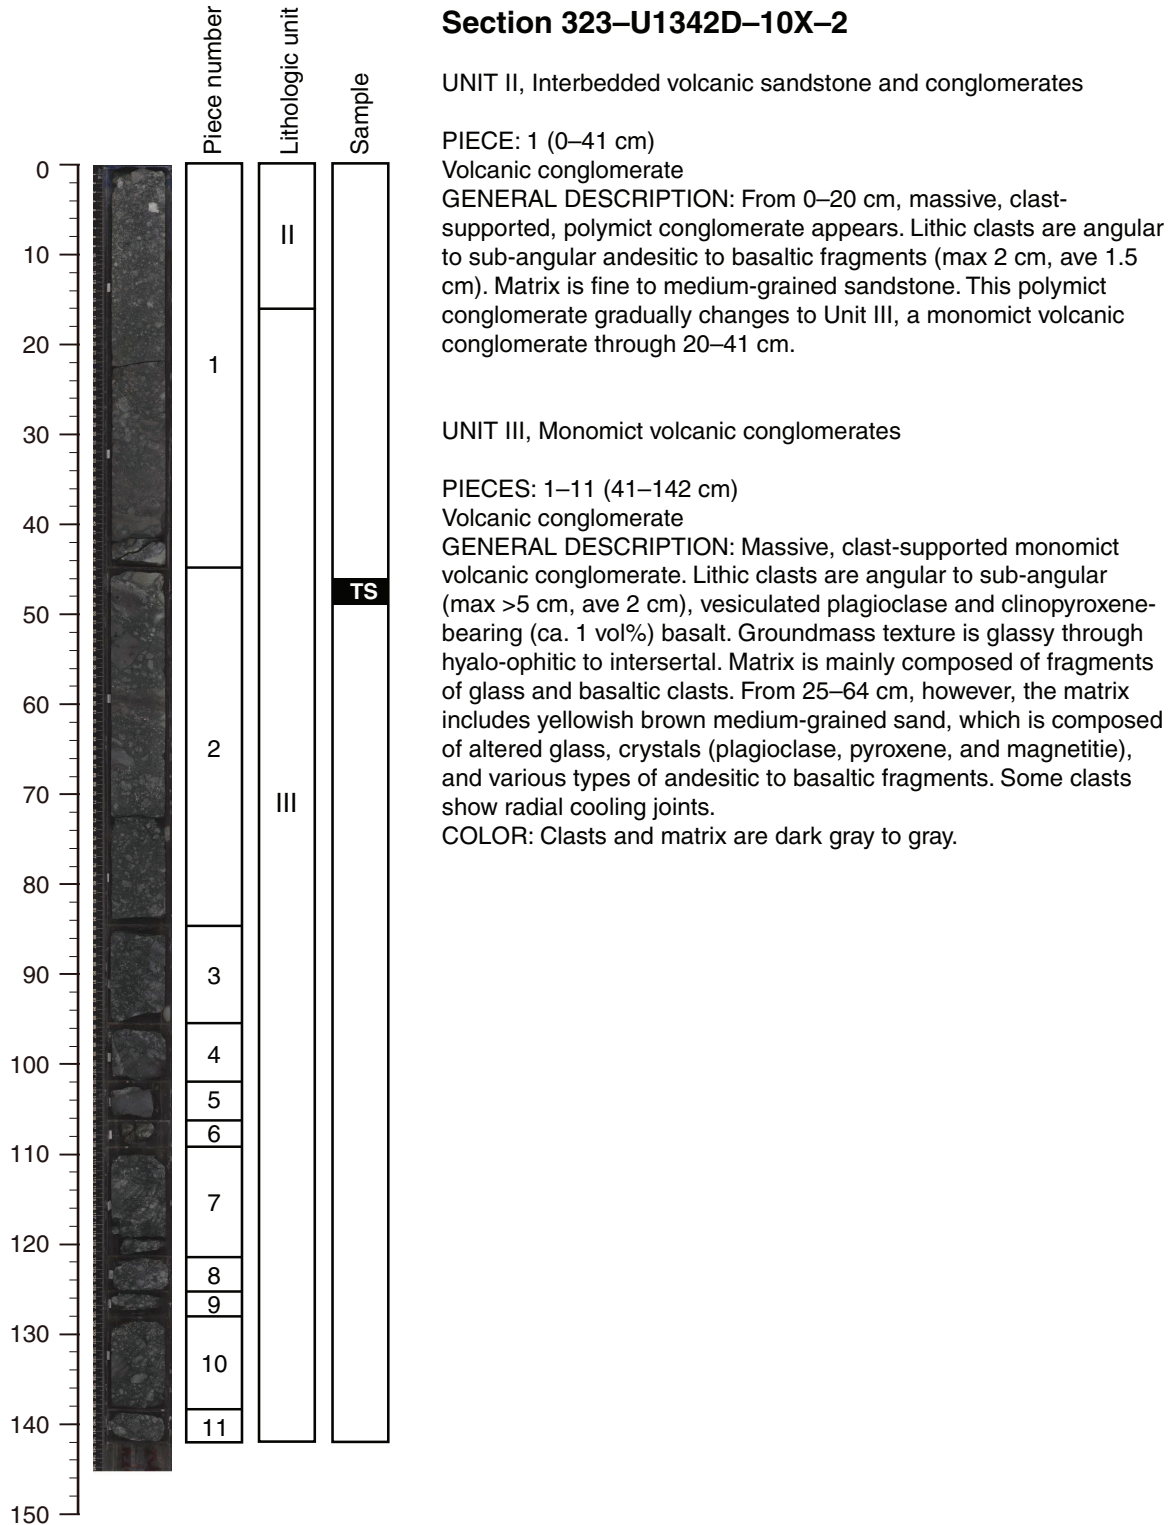 Section 323–U1342D–10X–2
UNIT II, Interbedded volcanic sandstone and conglomerates
PIECE: 1 (0–41 cm)
Volcanic conglomerate
GENERAL DESCRIPTION: From 0–20 cm, massive, clast-
supported, polymict conglomerate appears. Lithic clasts are angular
to sub-angular andesitic to basaltic fragments (max 2 cm, ave 1.5
cm). Matrix is fine to medium-grained sandstone. This polymict
conglomerate gradually changes to Unit III, a monomict volcanic
conglomerate through 20–41 cm.
UNIT III, Monomict volcanic conglomerates
PIECES: 1–11 (41–142 cm)
Volcanic conglomerate
GENERAL DESCRIPTION: Massive, clast-supported monomict
volcanic conglomerate. Lithic clasts are angular to sub-angular
(max >5 cm, ave 2 cm), vesiculated plagioclase and clinopyroxene-
bearing (ca. 1 vol%) basalt. Groundmass texture is glassy through
hyalo-ophitic to intersertal. Matrix is mainly composed of fragments
of glass and basaltic clasts. From 25–64 cm, however, the matrix
includes yellowish brown medium-grained sand, which is composed
of altered glass, crystals (plagioclase, pyroxene, and magnetitie),
and various types of andesitic to basaltic fragments. Some clasts
show radial cooling joints.
COLOR: Clasts and matrix are dark gray to gray.
Piece number
Lithologic unit
Sample
0
10
20
30
40
50
60
70
80
90
100
110
120
130
140
150
1
2
3
4
5
6
7
8
9
10
11
II
III
TS